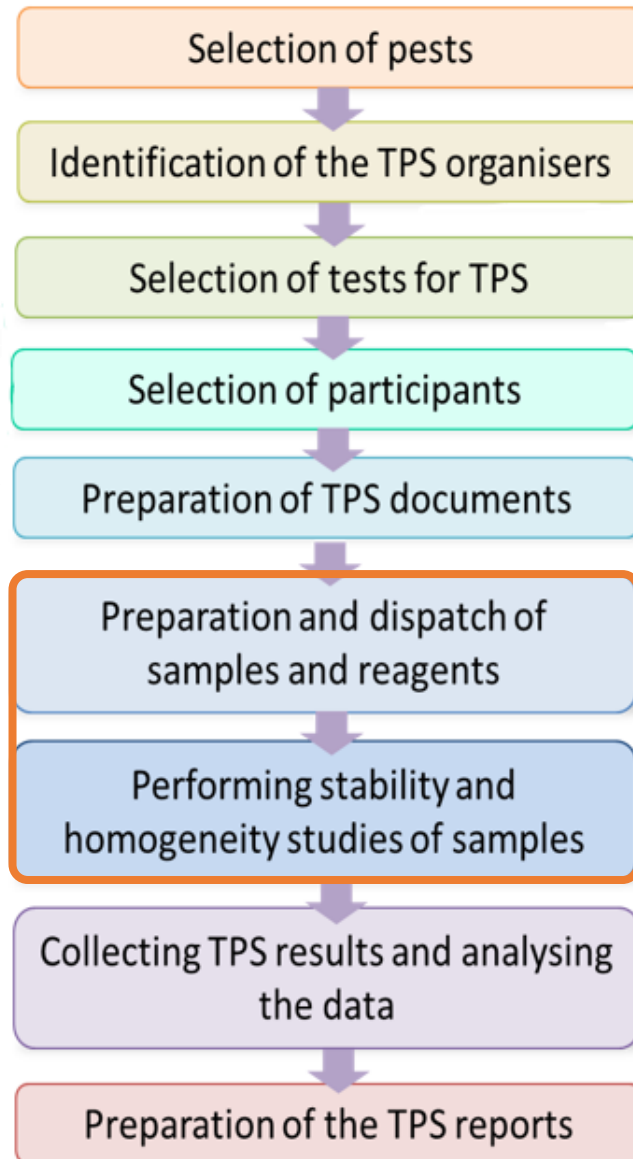 Selection of pests
Identification of the TPS organisers
Selection of tests for TPS
Selection of participants
Preparation of TPS documents
Preparation and dispatch of
samples and reagents
Performing stability and
homogeneity studies of samples
Collecting TPS results and analysing
the data
Preparation of the TPS reports